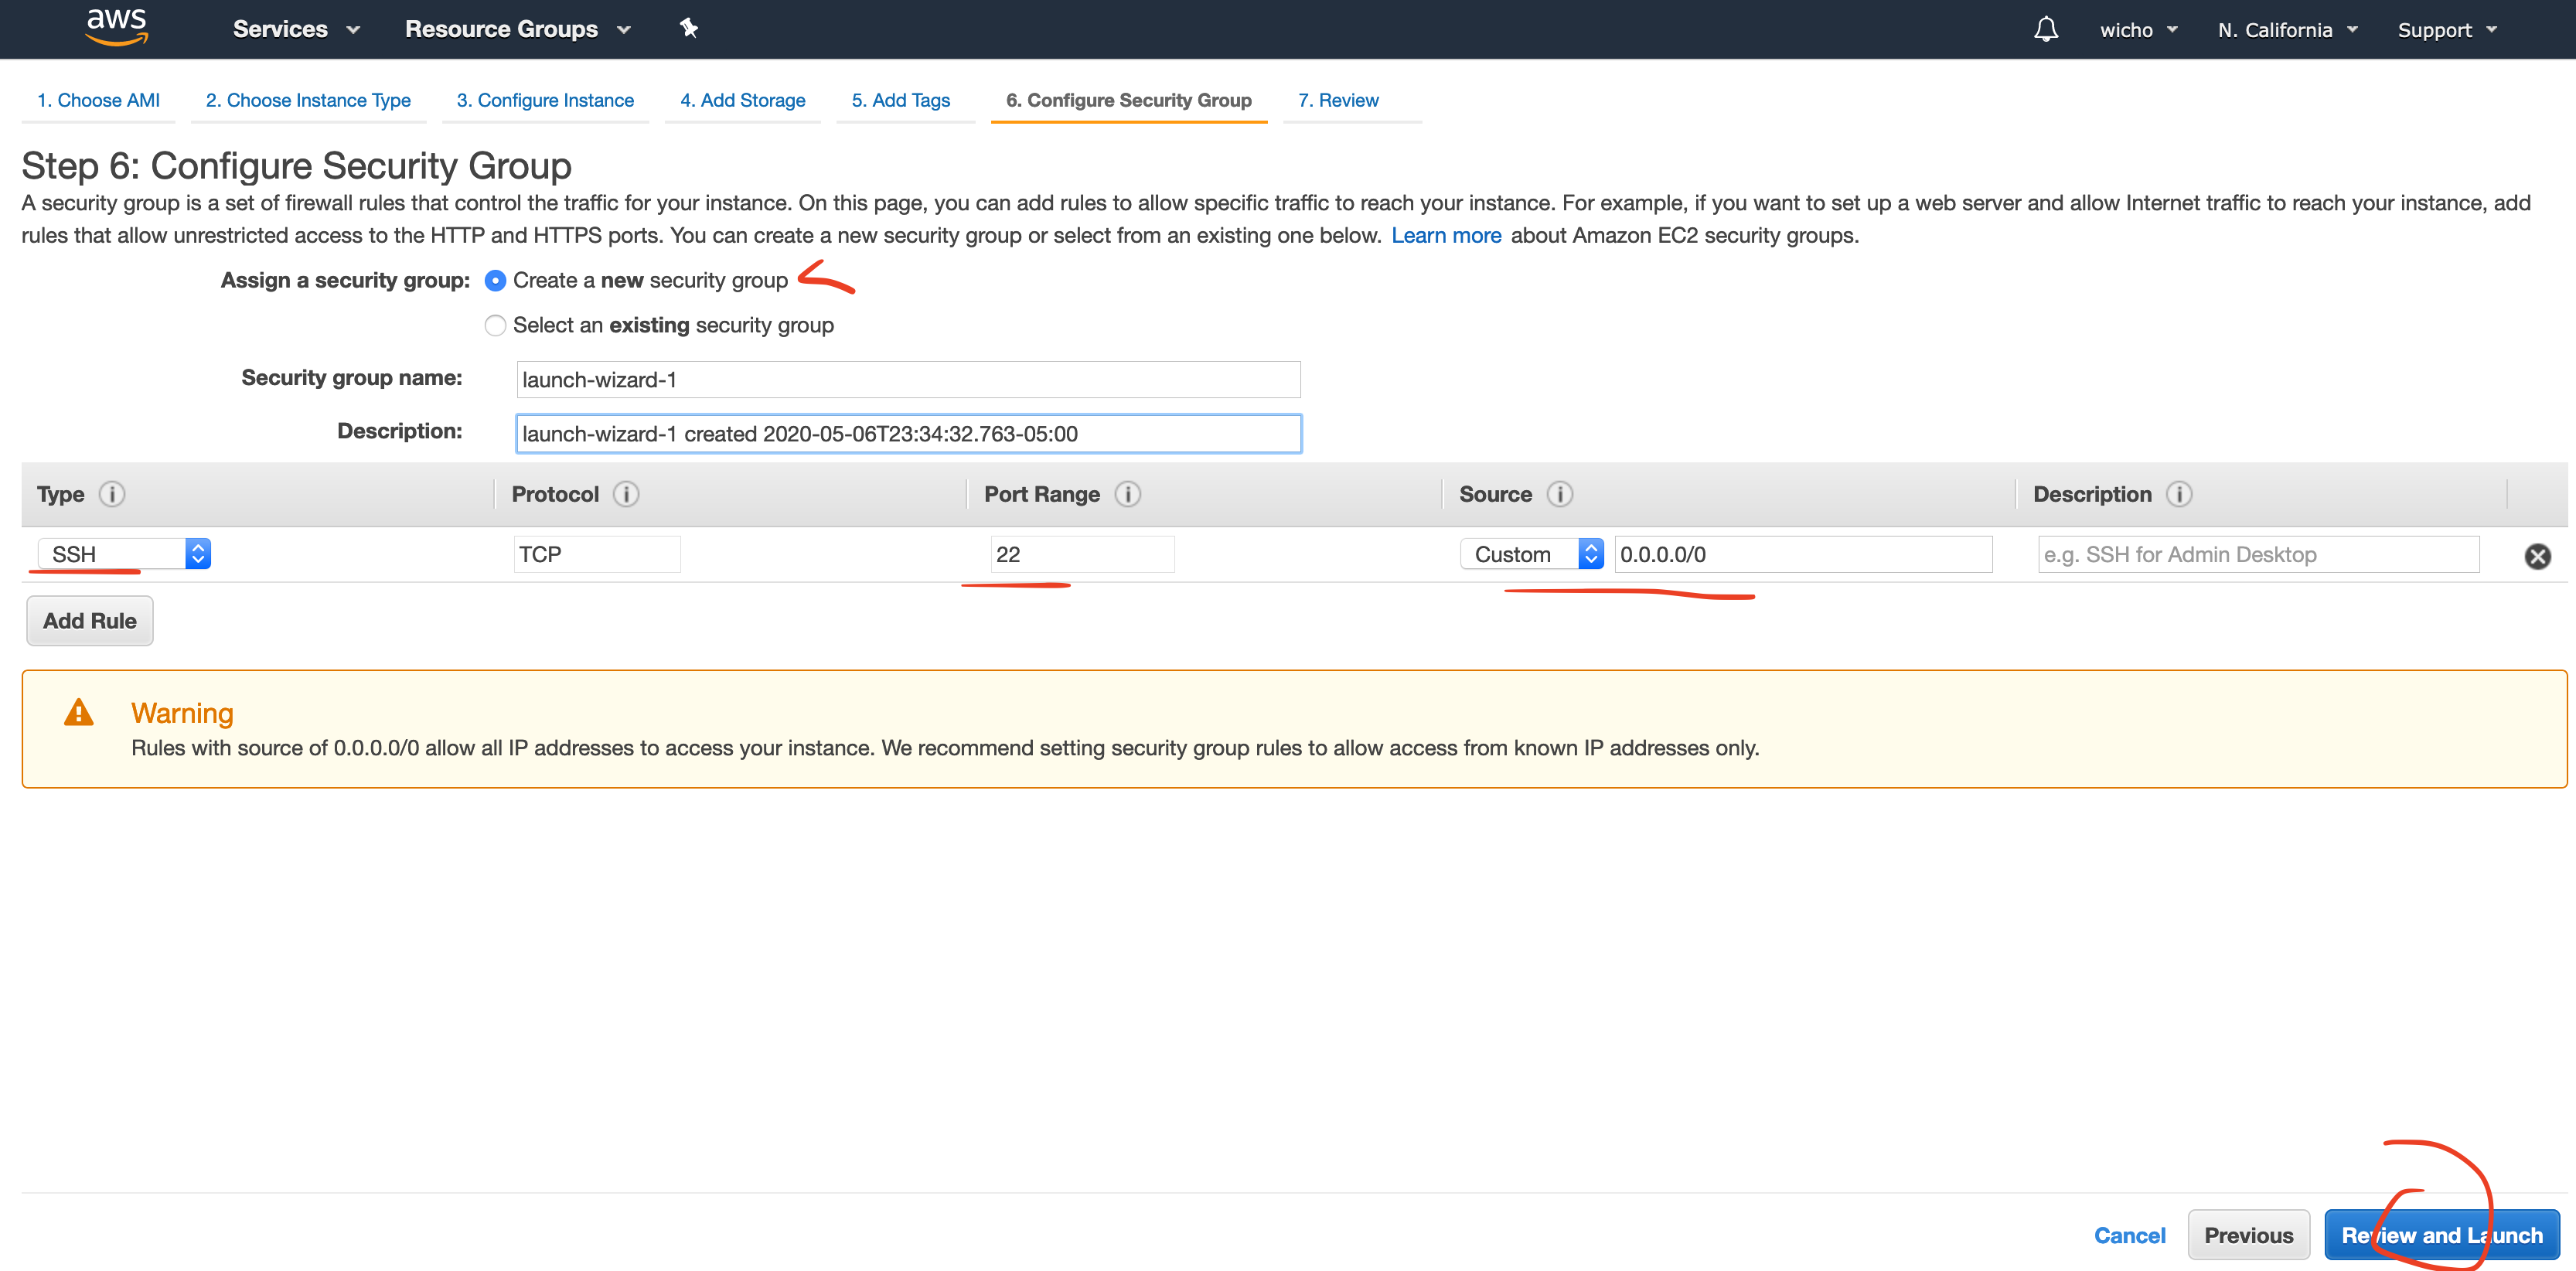 aws Services Resource Groups wicho N. California Support
1. Choose AMI 2. Choose Instance Type 3. Configure Instance 4. Add Storage 5. Add Tags 6. Configure Security Group 7. Review
Step 6: Configure Security Group
A security group is a set of firewall rules that control the traffic for your instance. On this page, you can add rules to allow specific traffic to reach your instance. For example, if you want to set up a web server and allow Internet traffic to reach your instance, add
rules that allow unrestricted access to the HTTP and HTTPS ports. You can create a new security group or select from an existing one below. Learn more about Amazon EC2 security groups.
Assign a security group: Create a new security group
Select an existing security group
Security group name: launch-wizard-1
Description: launch-wizard-1 created 2020-05-06T23:34:32.763-05:00
Type i Protocol i Port Range i Source i Description i
SSH TCP 22 Custom 0.0.0.0/0 e.g. SSH for Admin Desktop
Add Rule
Warning
Rules with source of 0.0.0.0/0 allow all IP addresses to access your instance. We recommend setting security group rules to allow access from known IP addresses only.
Cancel Previous Review and Launch